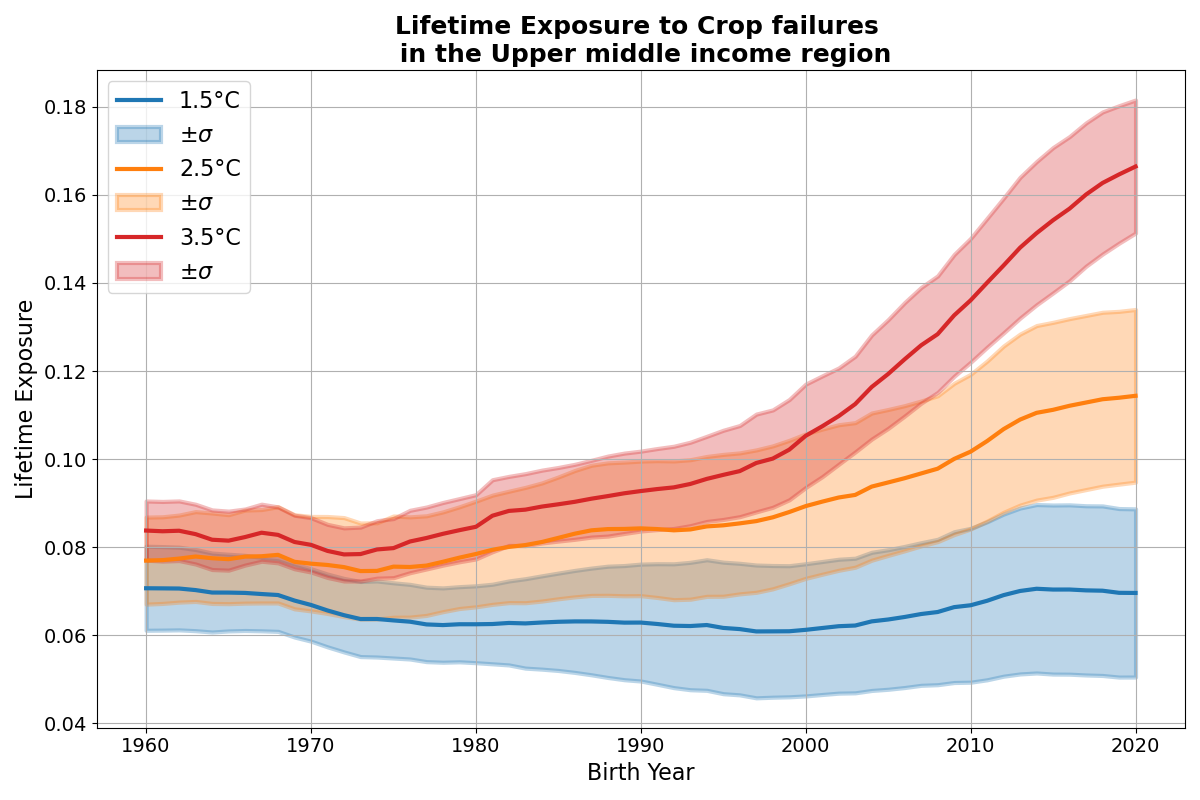 Lifetime Exposure to Crop failures
in the Upper middle income region
1.5°C
±σ
2.5°C
±σ
3.5°C
±σ
Lifetime Exposure
0.18
0.16
0.14
0.12
0.10
0.08
0.06
0.04
1960 1970 1980 1990 2000 2010 2020
Birth Year